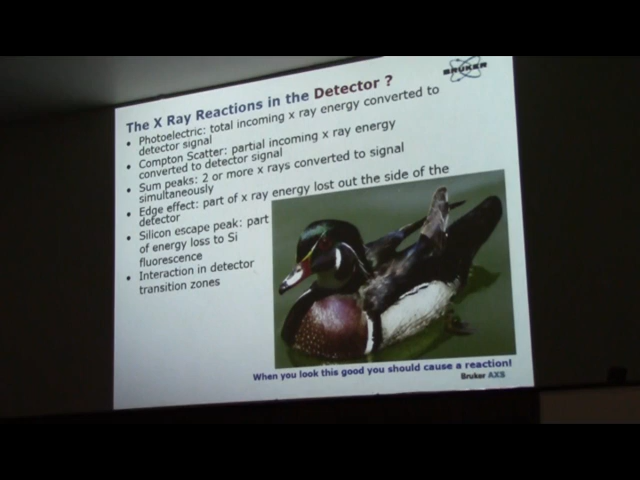 The X Ray Reactions in the Detector ?
BRUKER
• Photoelectric: total incoming x ray energy converted to
detector signal
• Compton Scatter: partial incoming x ray energy
converted to detector signal
• Sum peaks: 2 or more x rays converted to signal
simultaneously
• Edge effect: part of x ray energy lost out the side of the
detector
• Silicon escape peak: part
of energy loss to Si
fluorescence
• Interaction in detector
transition zones
When you look this good you should cause a reaction!
Bruker AXS